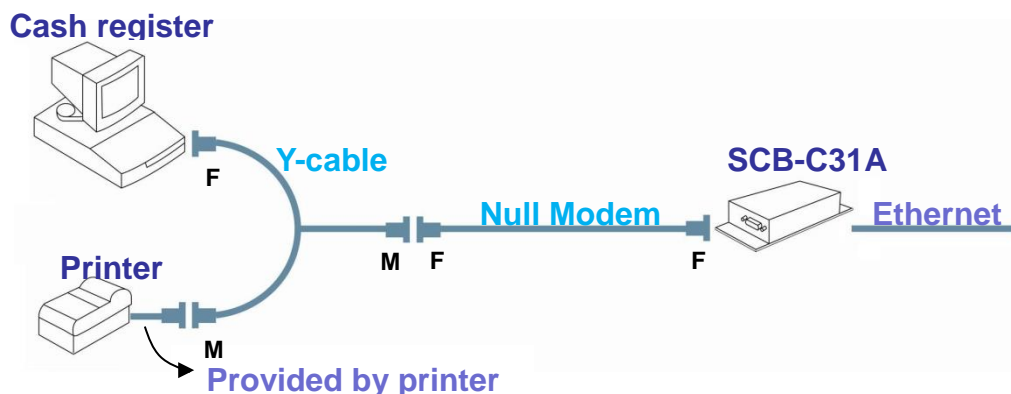 Cash register
F
Y-cable
SCB-C31A
Null Modem
Ethernet
M
F
F
Printer
M
Provided by printer